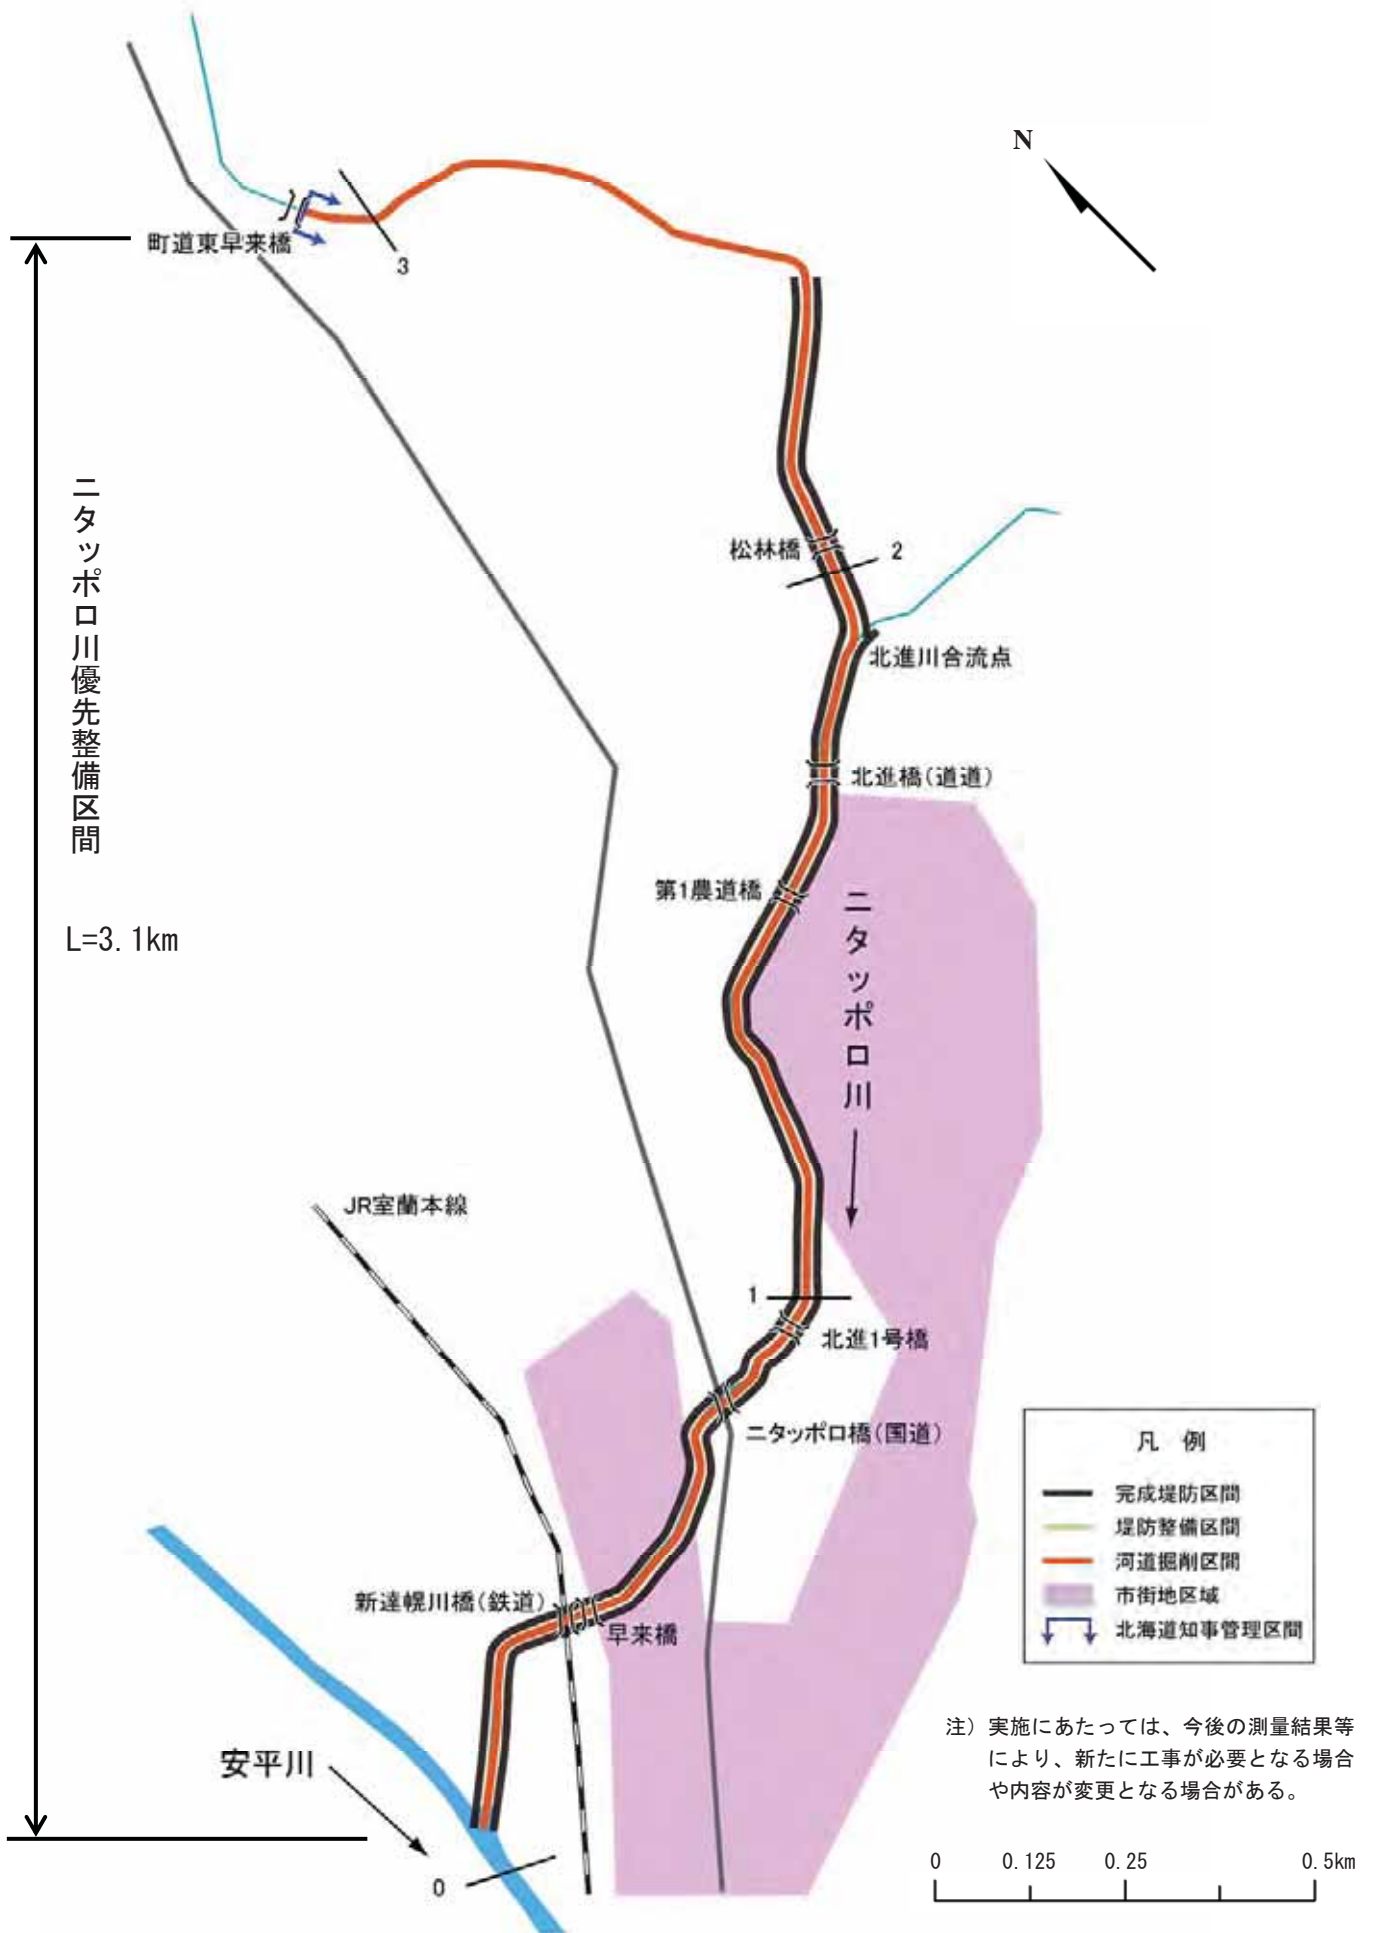 N
町道東早来橋
3
ニタッポロ川優先整備区間
L=3.1km
松林橋
2
北進川合流点
北進橋(道道)
第1農道橋
ニタッポロ川
JR室蘭本線
1
北進1号橋
ニタッポロ橋(国道)
新達幌川橋(鉄道)
早来橋
安平川
0
凡 例
完成堤防区間
堤防整備区間
河道掘削区間
市街地区域
北海道知事管理区間
注) 実施にあたっては、今後の測量結果等
により、新たに工事が必要となる場合
や内容が変更となる場合がある。
0 0.125 0.25 0.5km